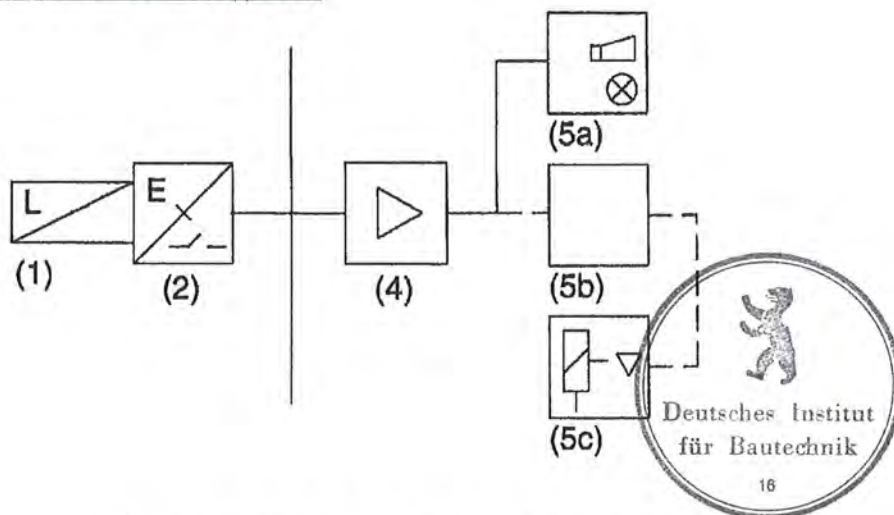 (5a)
L
E
(1)
(2)
(4)
(5b)
(5c)
Deutsches Institut
für Bautechnik
16